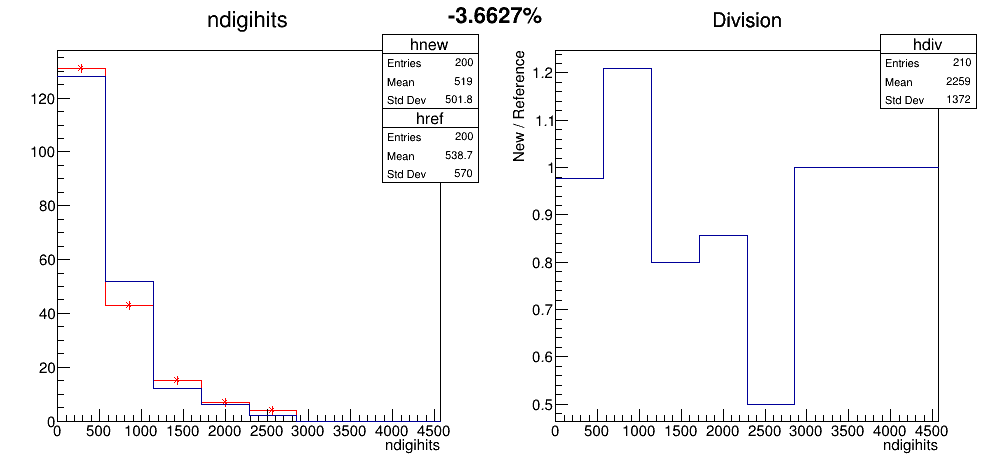 -3.6627%
ndigihits
hnew
Entries 200
Mean 519
Std Dev 501.8
href
Entries 200
Mean 538.7
Std Dev 570
120
100
80
60
40
20
0
0 500 1000 1500 2000 2500 3000 3500 4000 4500
ndigihits
Division
hdiv
Entries 210
Mean 2259
Std Dev 1372
New / Reference
1.2
1.1
1
0.9
0.8
0.7
0.6
0.5
0 500 1000 1500 2000 2500 3000 3500 4000 4500
ndigihits